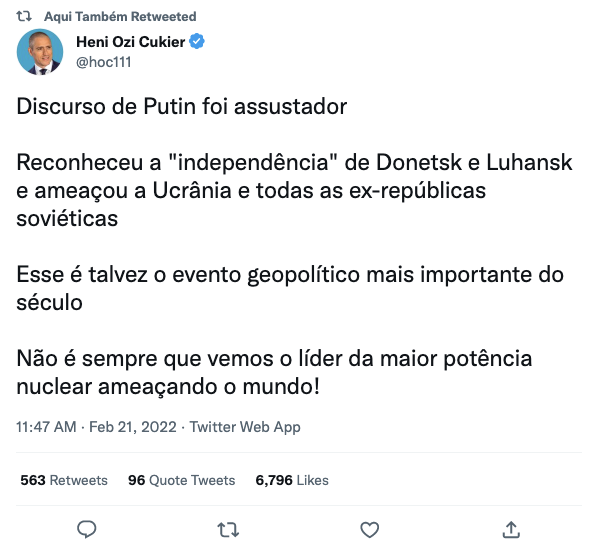 Aqui Também Retweeted
Heni Ozi Cukier
@hoc111
Discurso de Putin foi assustador
Reconheceu a "independência" de Donetsk e Luhansk
e ameaçou a Ucrânia e todas as ex-repúblicas
soviéticas
Esse é talvez o evento geopolítico mais importante do
século
Não é sempre que vemos o líder da maior potência
nuclear ameaçando o mundo!
11:47 AM · Feb 21, 2022 · Twitter Web App
563 Retweets 96 Quote Tweets 6,796 Likes